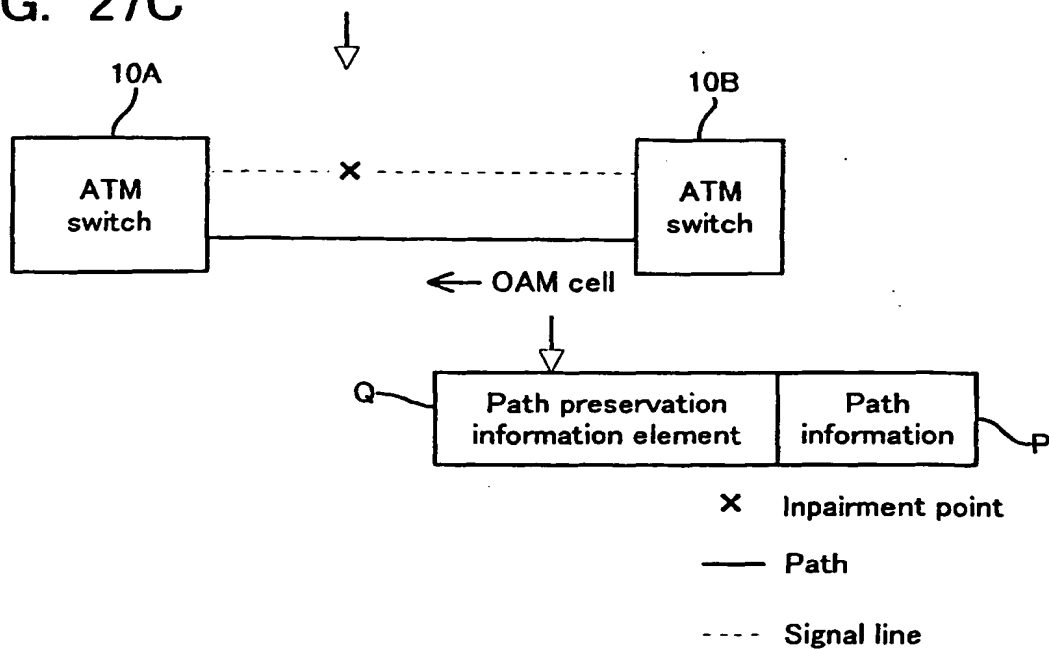 G. 27C
10A
10B
ATM
switch
ATM
switch
← OAM cell
Q
Path preservation
information element
Path
information
P
× Inpairment point
Path
Signal line